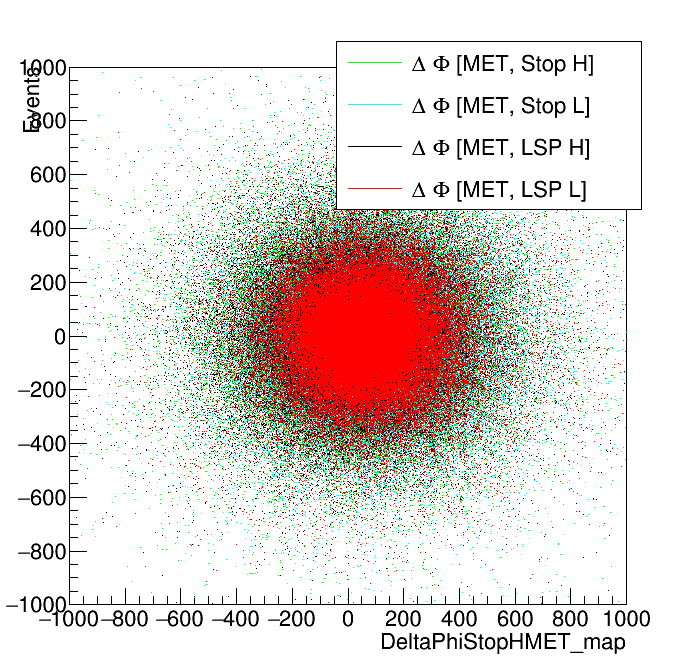 Δ Φ [MET, Stop H]
Δ Φ [MET, Stop L]
Δ Φ [MET, LSP H]
Δ Φ [MET, LSP L]
Events
1000
800
600
400
200
0
−200
−400
−600
−800
−1000
−1000 −800 −600 −400 −200 0 200 400 600 800 1000
DeltaPhiStopHMET_map